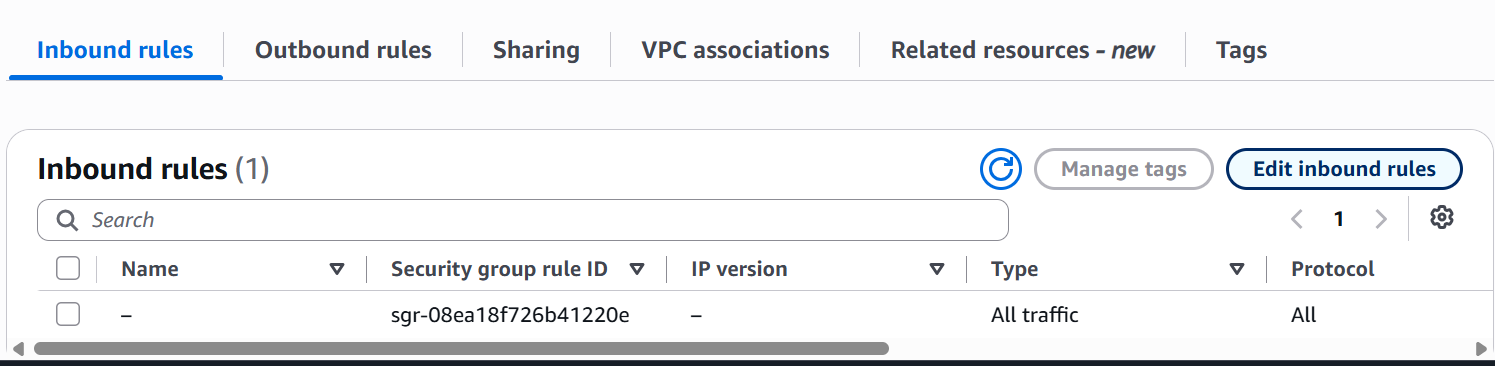 Inbound rules Outbound rules Sharing VPC associations Related resources - new Tags
Inbound rules (1) Manage tags Edit inbound rules
Search 1
Name Security group rule ID IP version Type Protocol
– sgr-08ea18f726b41220e – All traffic All